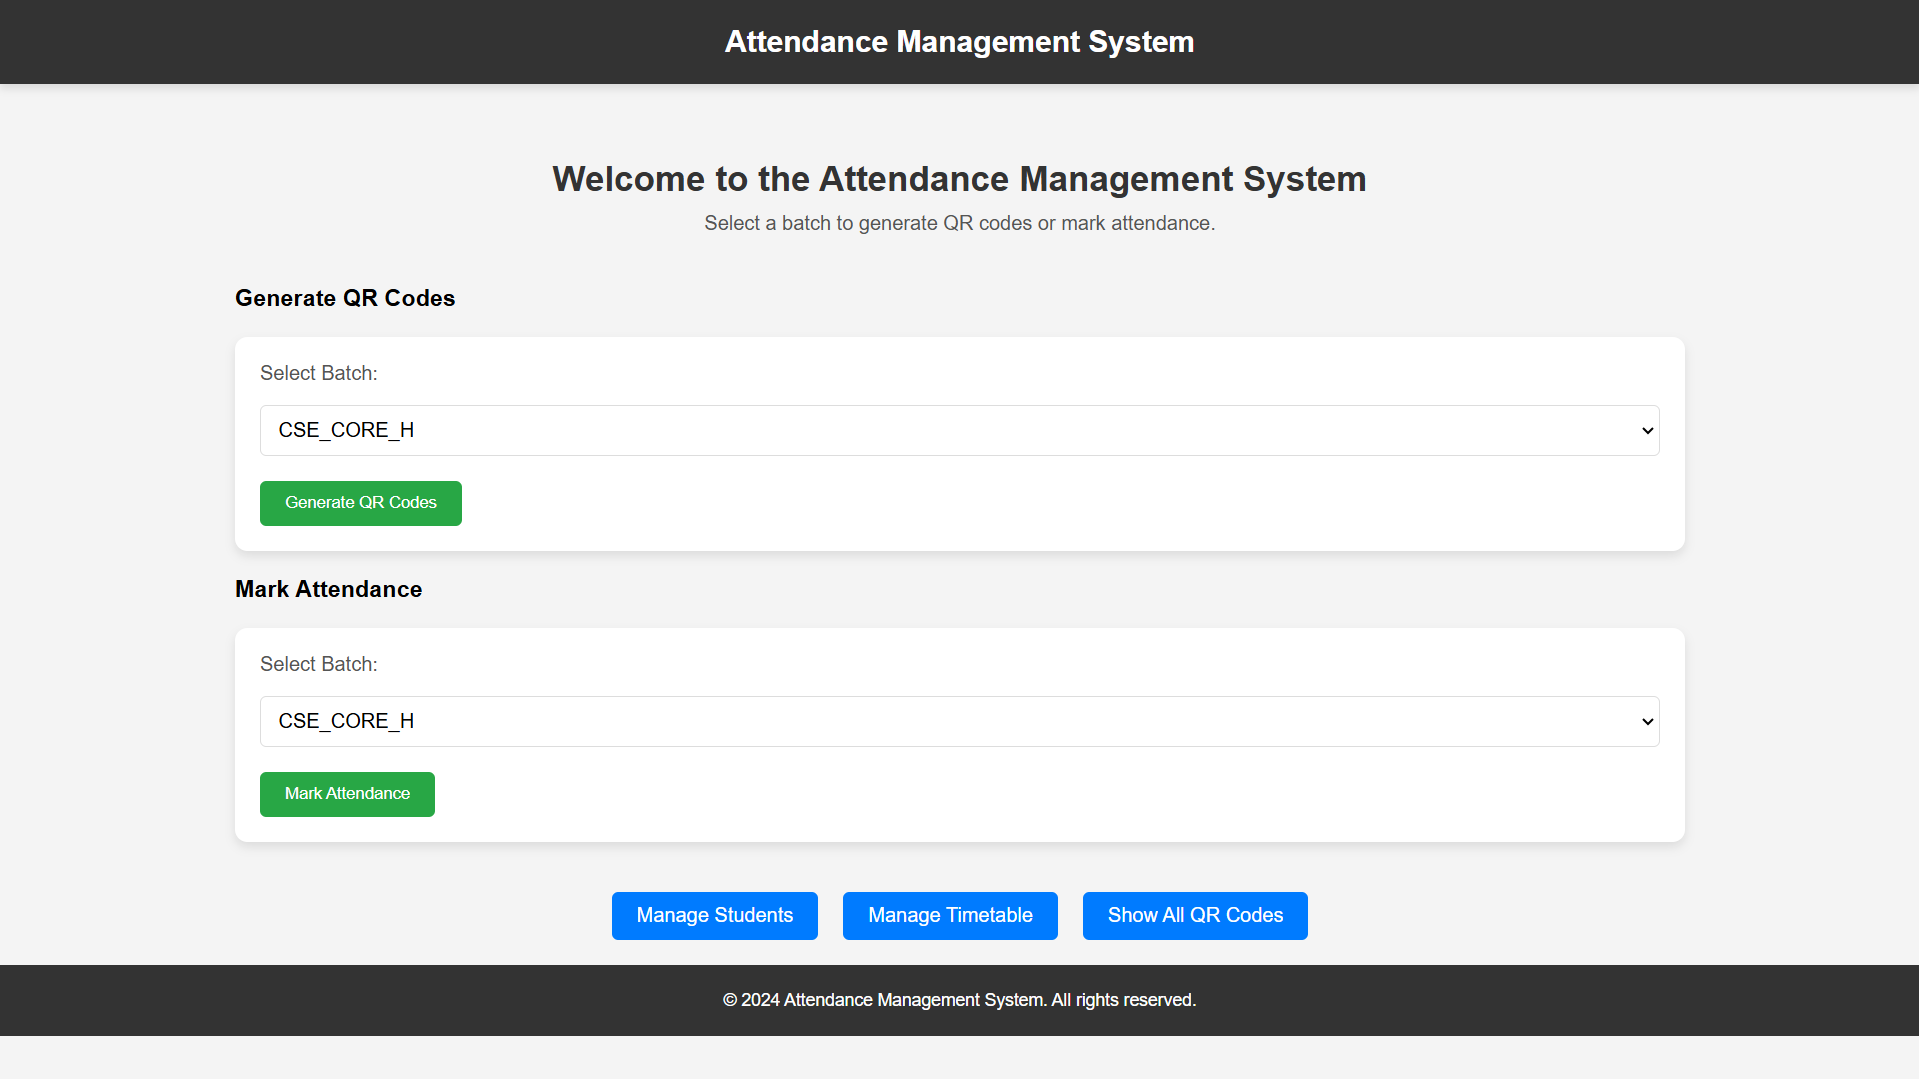 Attendance Management System
Welcome to the Attendance Management System
Select a batch to generate QR codes or mark attendance.
Generate QR Codes
Select Batch:
CSE_CORE_H
Generate QR Codes
Mark Attendance
Select Batch:
CSE_CORE_H
Mark Attendance
Manage Students Manage Timetable Show All QR Codes
© 2024 Attendance Management System. All rights reserved.